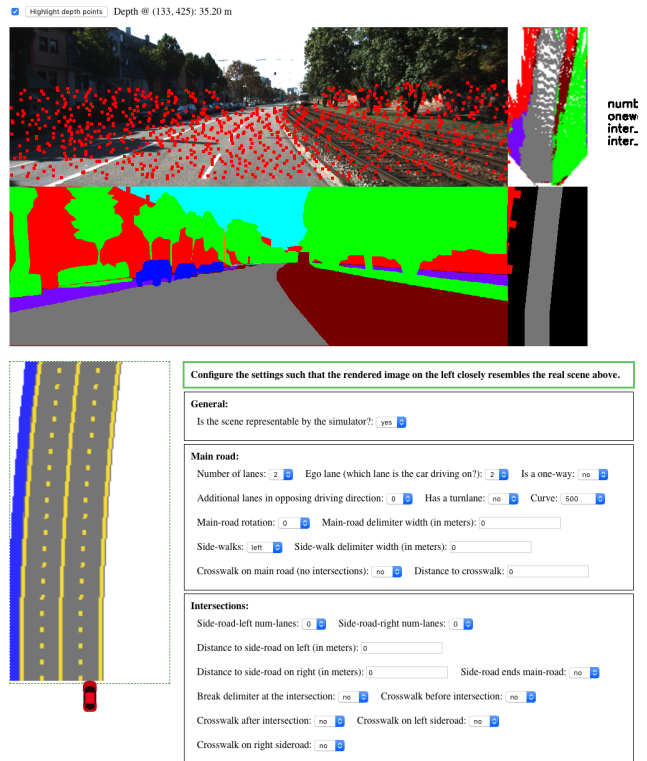 Highlight depth points Depth @ (133, 425): 35.20 m
numb
onew
inter_
inter_
Configure the settings such that the rendered image on the left closely resembles the real scene above.
General:
Is the scene representable by the simulator?: yes
Main road:
Number of lanes: 2 Ego lane (which lane is the car driving on?): 2 Is a one-way: no
Additional lanes in opposing driving direction: 0 Has a turnlane: no Curve: 500
Main-road rotation: 0 Main-road delimiter width (in meters): 0
Side-walks: left Side-walk delimiter width (in meters): 0
Crosswalk on main road (no intersections): no Distance to crosswalk: 0
Intersections:
Side-road-left num-lanes: 0 Side-road-right num-lanes: 0
Distance to side-road on left (in meters): 0
Distance to side-road on right (in meters): 0 Side-road ends main-road: no
Break delimiter at the intersection: no Crosswalk before intersection: no
Crosswalk after intersection: no Crosswalk on left sideroad: no
Crosswalk on right sideroad: no